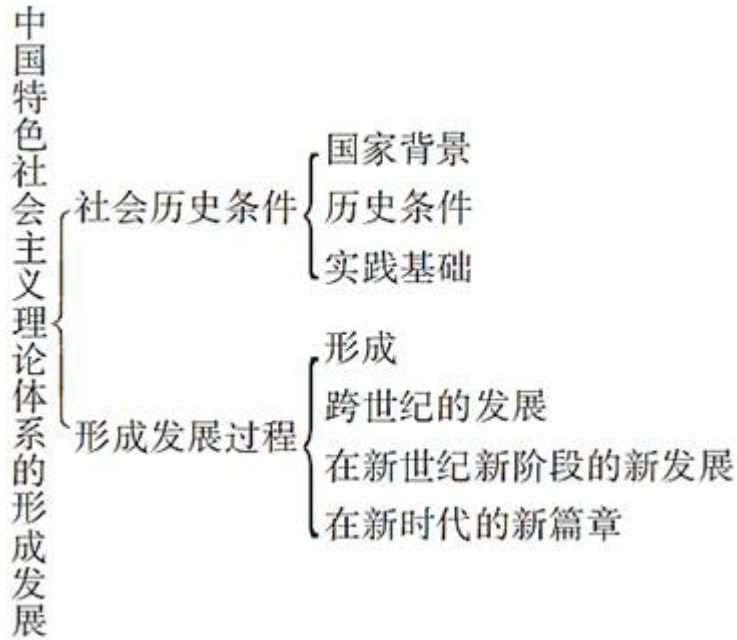 中国特色社会主义理论体系的形成发展
社会历史条件
国家背景
历史条件
实践基础
形成发展过程
形成
跨世纪的发展
在新世纪新阶段的新发展
在新时代的新篇章